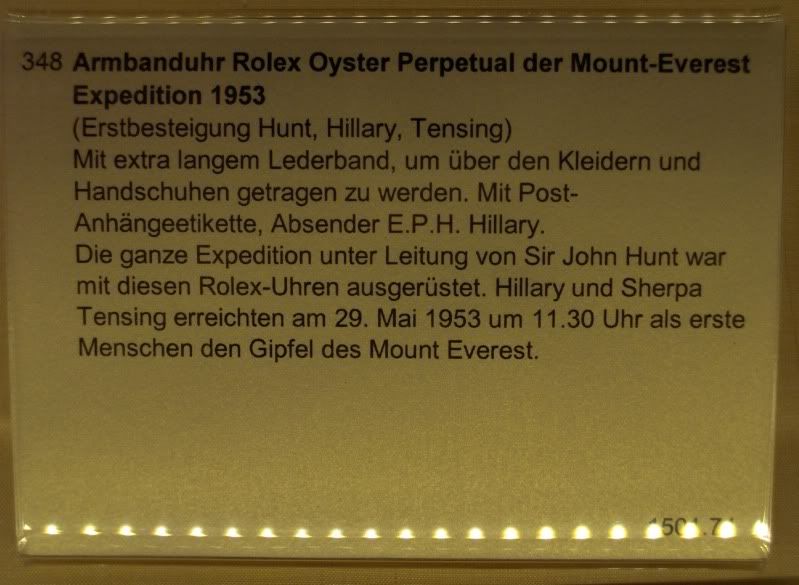 348 Armbanduhr Rolex Oyster Perpetual der Mount-Everest
Expedition 1953
(Erstbesteigung Hunt, Hillary, Tensing)
Mit extra langem Lederband, um über den Kleidern und
Handschuhen getragen zu werden. Mit Post-
Anhängeetikette, Absender E.P.H. Hillary.
Die ganze Expedition unter Leitung von Sir John Hunt war
mit diesen Rolex-Uhren ausgerüstet. Hillary und Sherpa
Tensing erreichten am 29. Mai 1953 um 11.30 Uhr als erste
Menschen den Gipfel des Mount Everest.